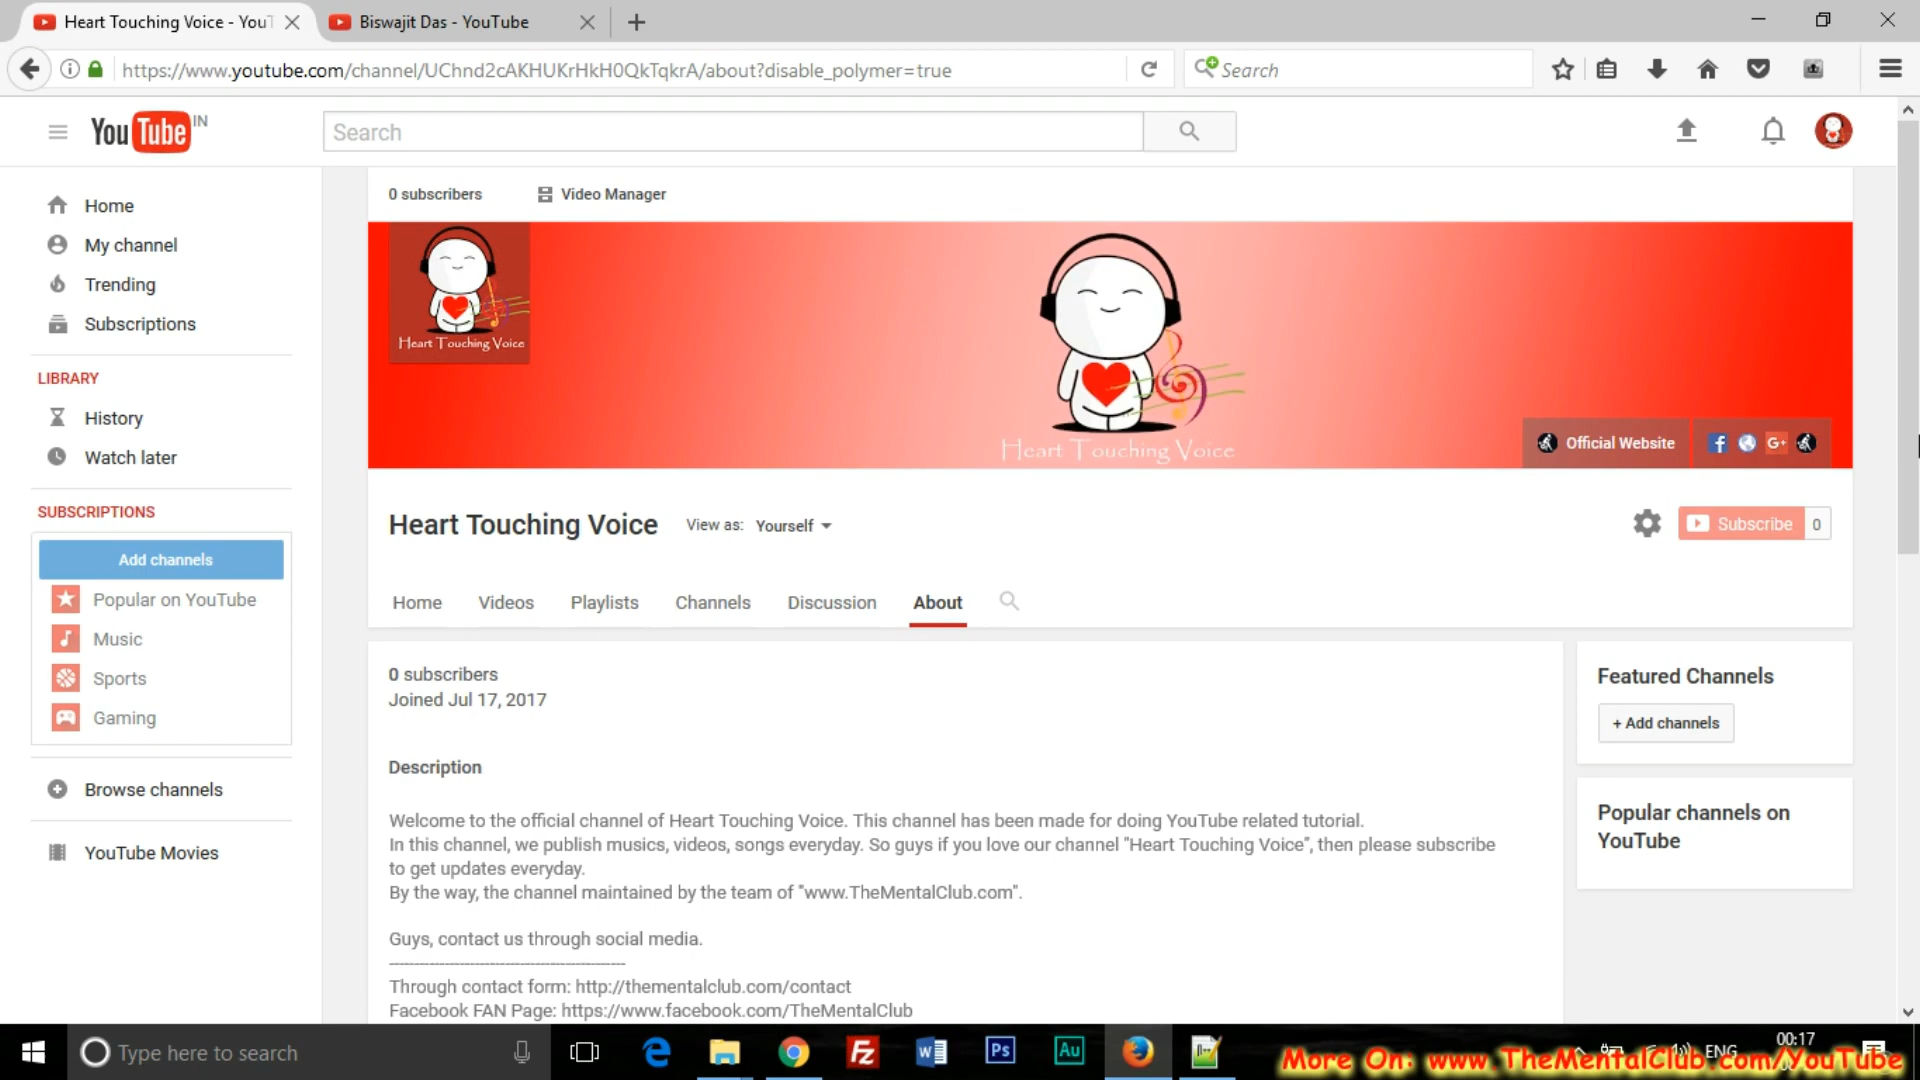 Heart Touching Voice - YouT
Biswajit Das - YouTube
https://www.youtube.com/channel/UChnd2cAKHUKrHkH0QkTqkrA/about?disable_polymer=true
Search
YouTube IN
Search
Home
My channel
Trending
Subscriptions
LIBRARY
History
Watch later
SUBSCRIPTIONS
Add channels
Popular on YouTube
Music
Sports
Gaming
Browse channels
YouTube Movies
0 subscribers
Video Manager
Heart Touching Voice
Heart Touching Voice
Official Website
G+
Heart Touching Voice
View as: Yourself
Subscribe 0
Home
Videos
Playlists
Channels
Discussion
About
0 subscribers
Joined Jul 17, 2017
Description
Welcome to the official channel of Heart Touching Voice. This channel has been made for doing YouTube related tutorial.
In this channel, we publish musics, videos, songs everyday. So guys if you love our channel "Heart Touching Voice", then please subscribe
to get updates everyday.
By the way, the channel maintained by the team of "www.TheMentalClub.com".
Guys, contact us through social media.
------------------------------------------------
Through contact form: http://thementalclub.com/contact
Facebook FAN Page: https://www.facebook.com/TheMentalClub
Featured Channels
+ Add channels
Popular channels on
YouTube
Type here to search
Fz
W
Ps
Au
ENG
00:17
More On: www.TheMentalClub.com/YouTube